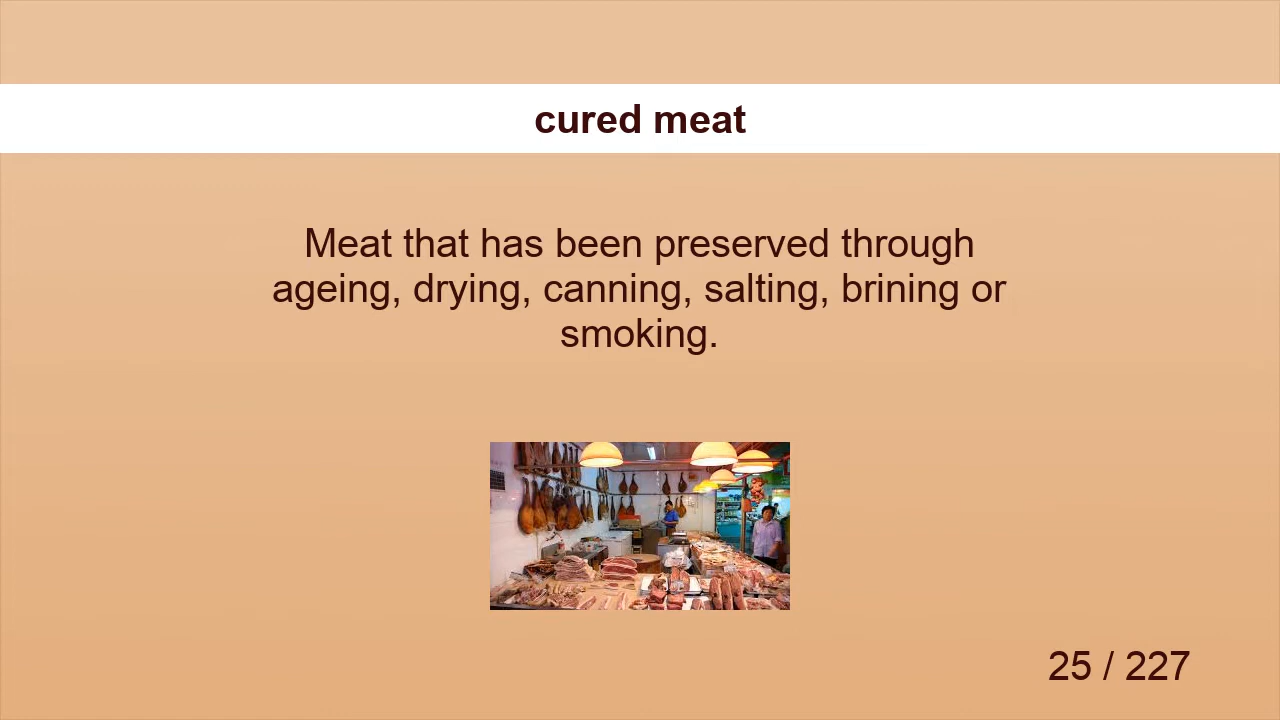 cured meat
Meat that has been preserved through
ageing, drying, canning, salting, brining or
smoking.
25 / 227